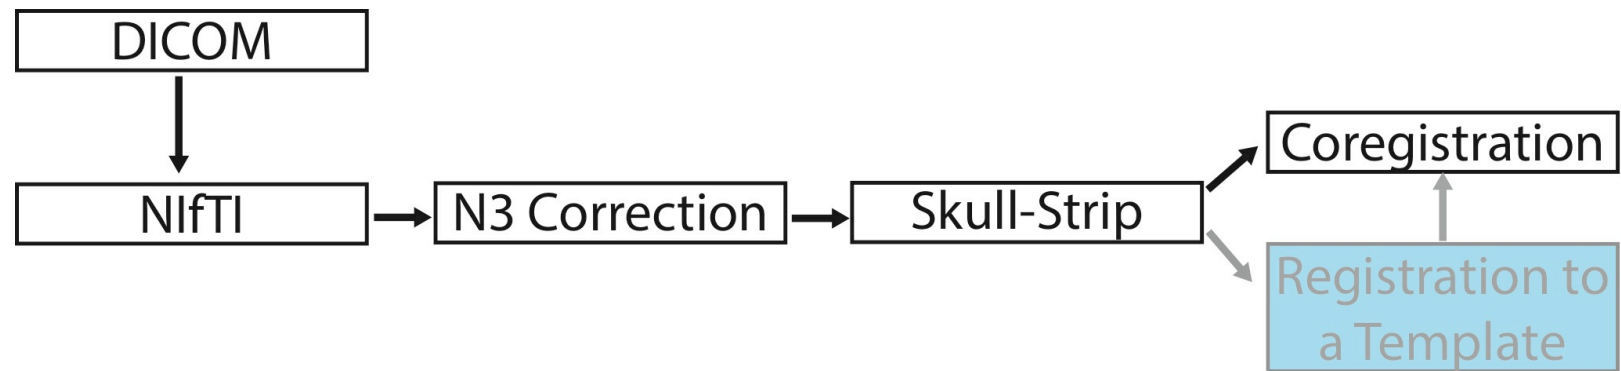 DICOM
NIfTI
N3 Correction
Skull-Strip
Coregistration
Registration to
a Template